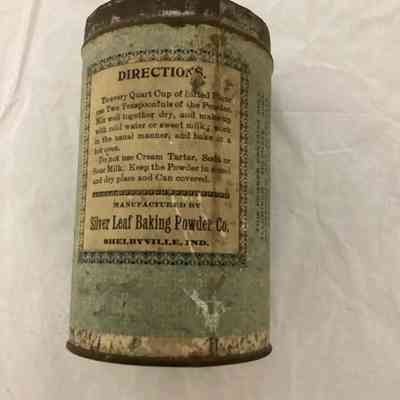 DIRECTIONS.
To every Quart Cup of Sifted Flour
use Two Teaspoonfuls of the Powder.
Mix well together dry, and make up
with cold water or sweet milk, work
in the usual manner, and bake in a
hot oven.
Do not use Cream Tartar, Soda or
Sour Milk. Keep the Powder in a cool
and dry place and Can covered.
MANUFACTURED BY
Silver Leaf Baking Powder Co.
SHELBYVILLE, IND.